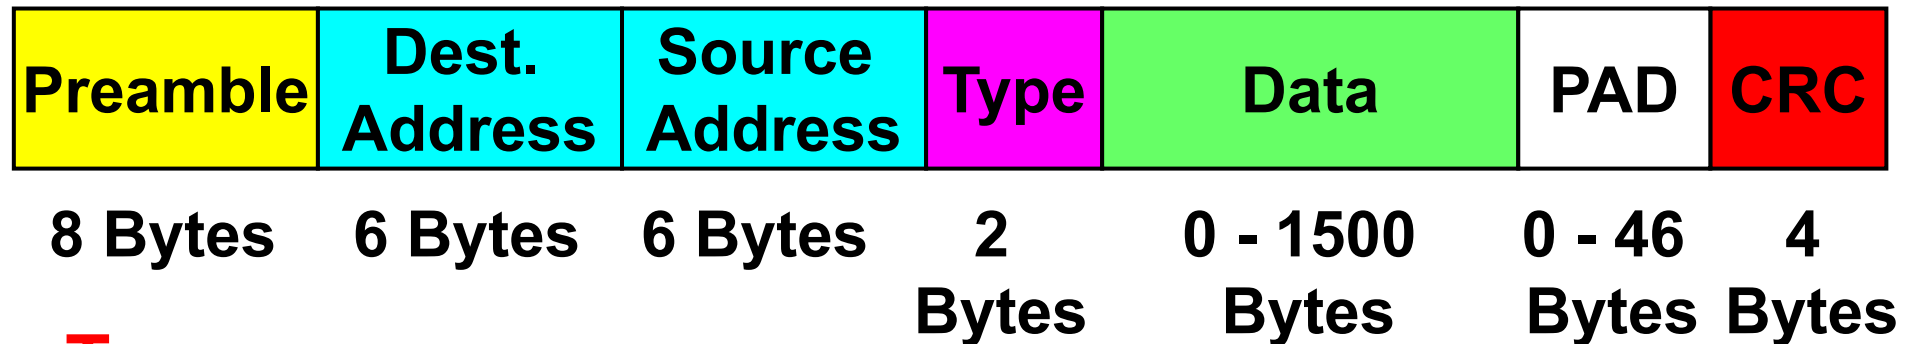 Preamble
Dest.
Address
Source
Address
Type
Data
PAD
CRC
8 Bytes
6 Bytes
6 Bytes
2
Bytes
0 - 1500
Bytes
0 - 46
Bytes
4
Bytes